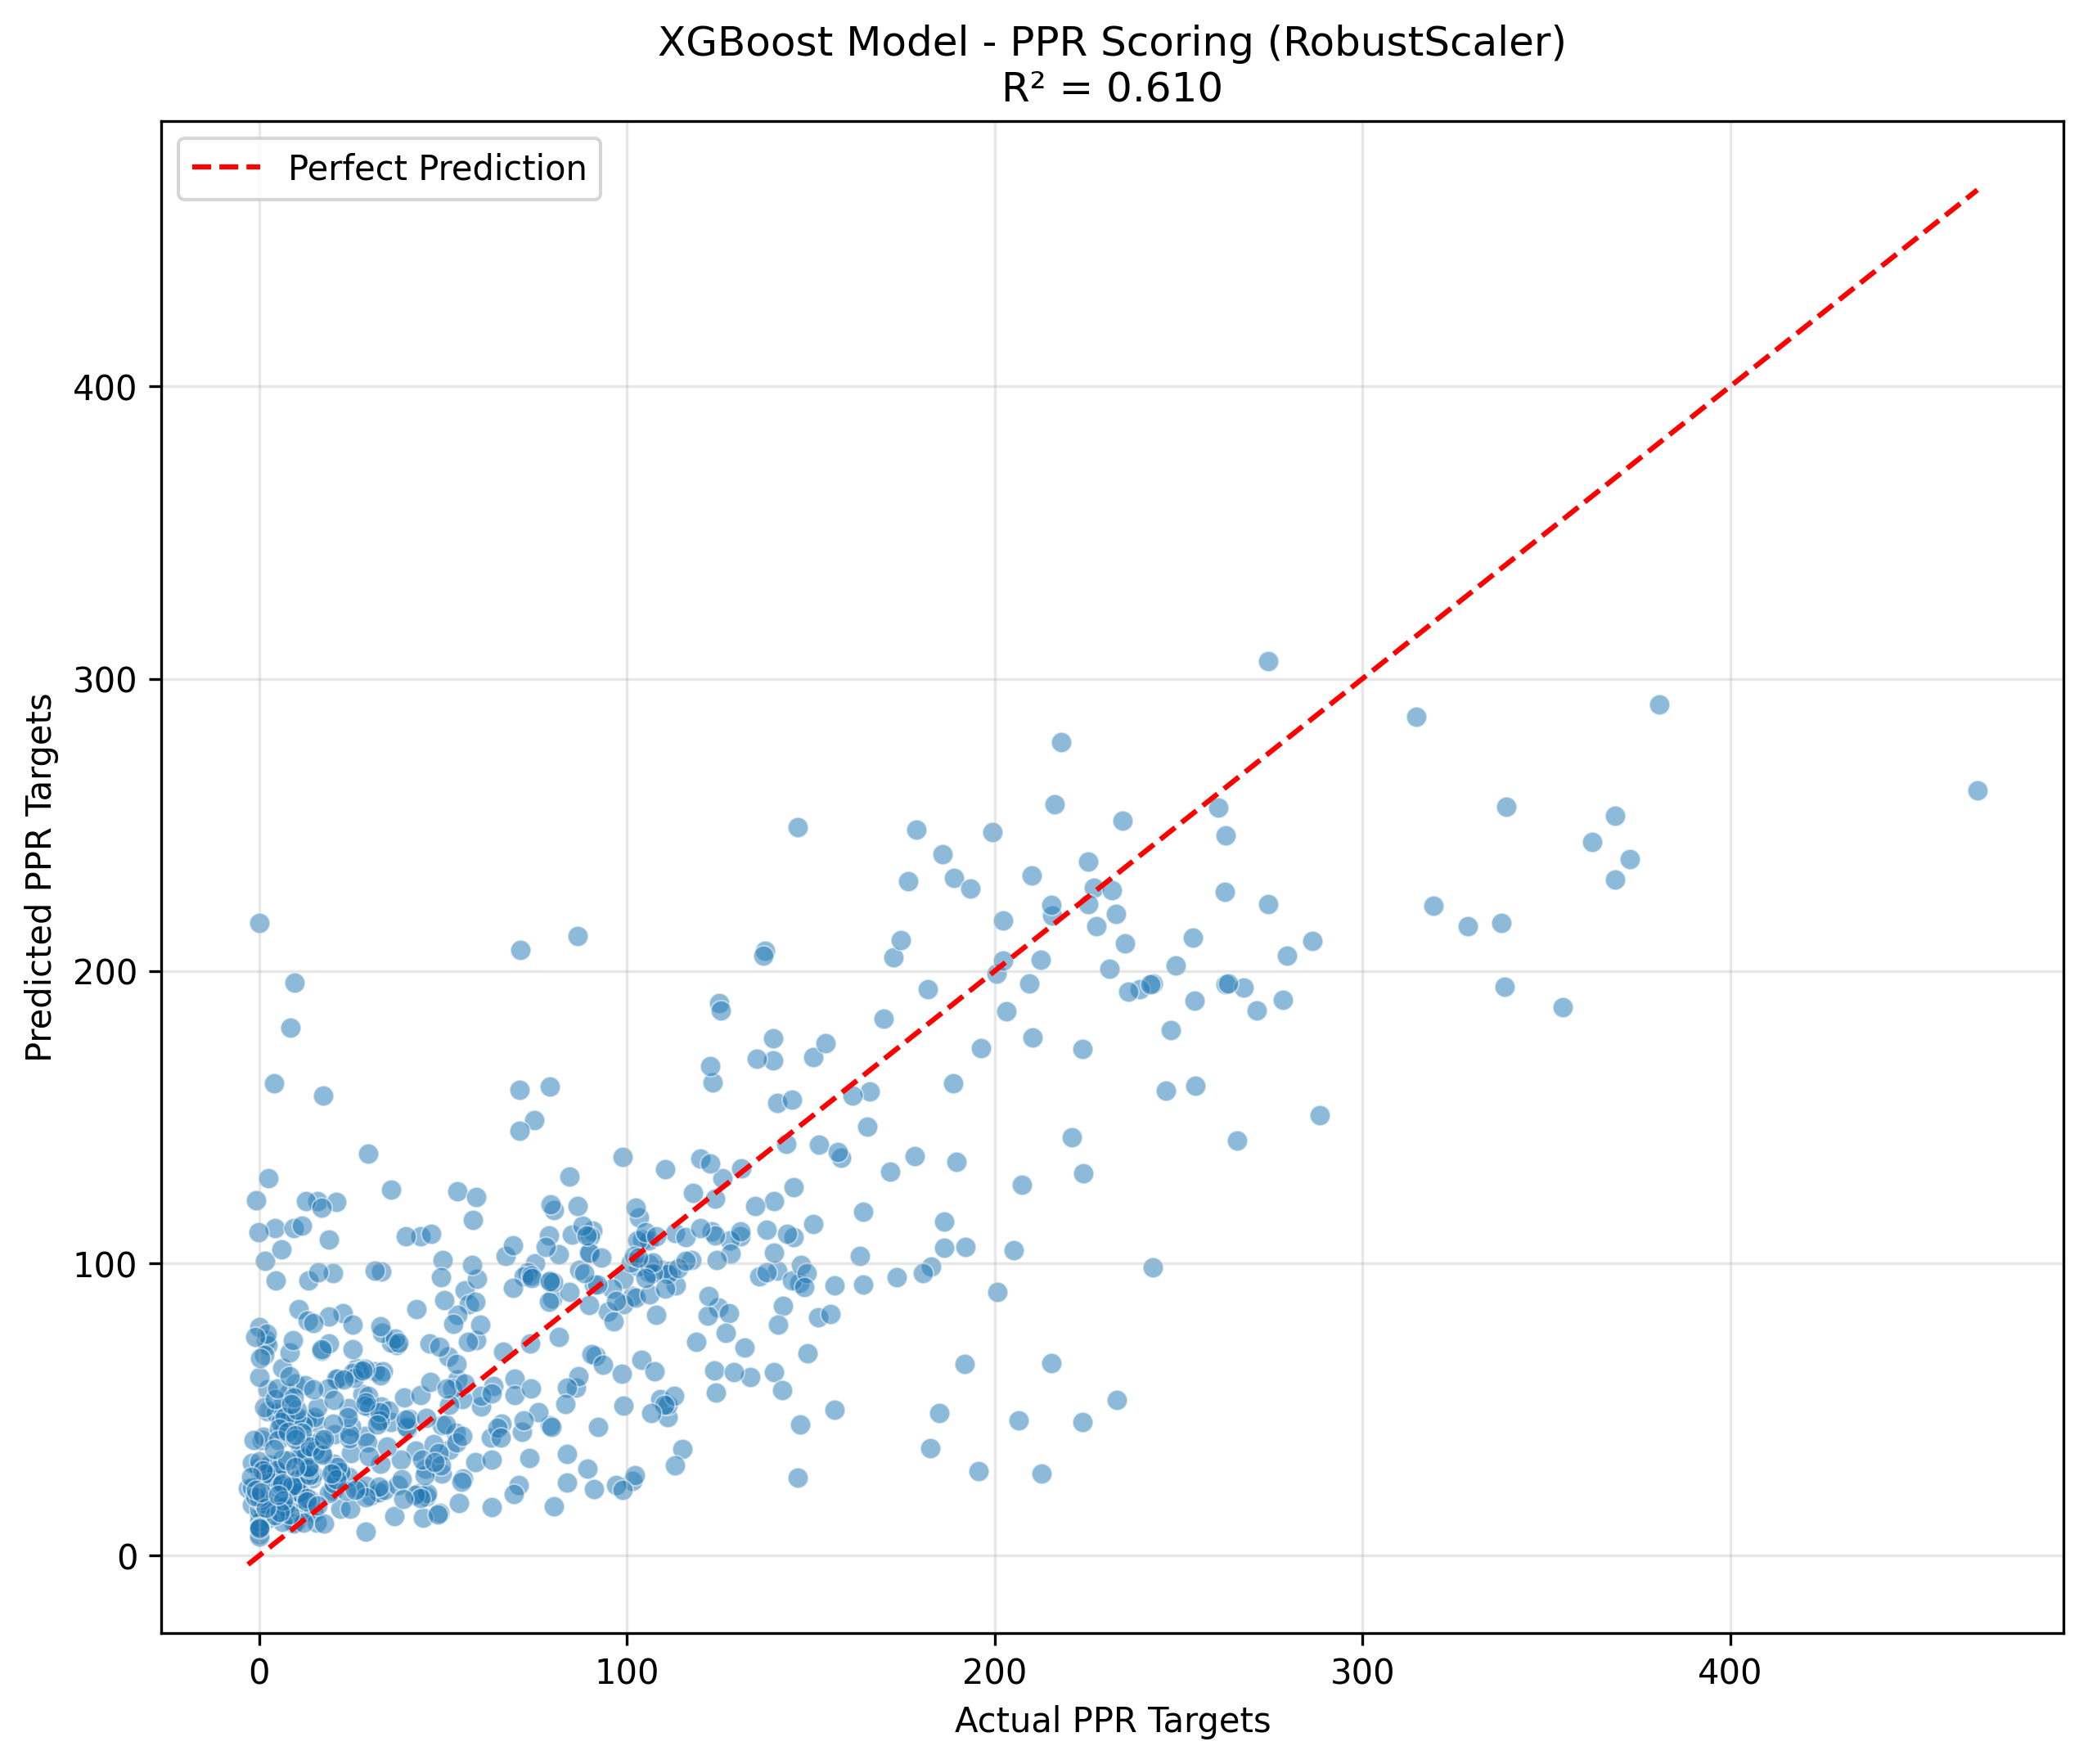 XGBoost Model - PPR Scoring (RobustScaler)
R² = 0.610
Perfect Prediction
400
300
200
100
0
Predicted PPR Targets
0 100 200 300 400
Actual PPR Targets